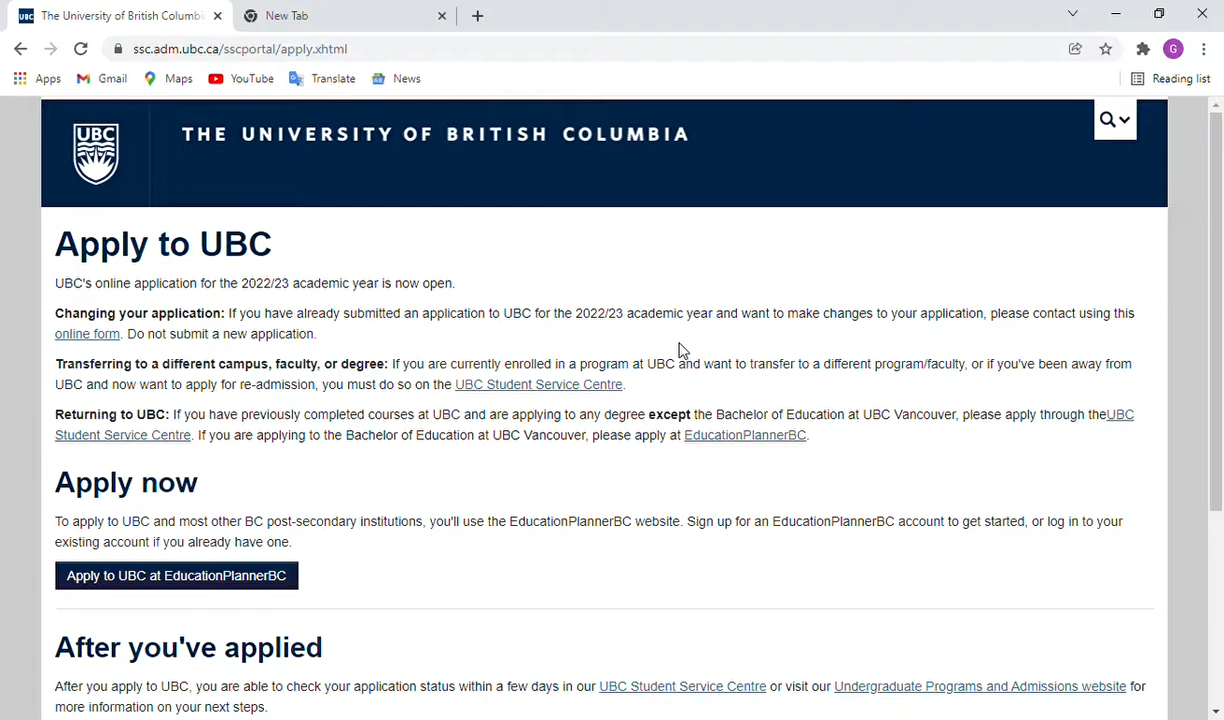 The University of British Columbi
New Tab
ssc.adm.ubc.ca/sscportal/apply.xhtml
G
Apps
Gmail
Maps
YouTube
Translate
News
Reading list
UBC
THE UNIVERSITY OF BRITISH COLUMBIA
Apply to UBC
UBC's online application for the 2022/23 academic year is now open.
Changing your application: If you have already submitted an application to UBC for the 2022/23 academic year and want to make changes to your application, please contact using this
online form. Do not submit a new application.
Transferring to a different campus, faculty, or degree: If you are currently enrolled in a program at UBC and want to transfer to a different program/faculty, or if you've been away from
UBC and now want to apply for re-admission, you must do so on the UBC Student Service Centre.
Returning to UBC: If you have previously completed courses at UBC and are applying to any degree except the Bachelor of Education at UBC Vancouver, please apply through theUBC
Student Service Centre. If you are applying to the Bachelor of Education at UBC Vancouver, please apply at EducationPlannerBC.
Apply now
To apply to UBC and most other BC post-secondary institutions, you'll use the EducationPlannerBC website. Sign up for an EducationPlannerBC account to get started, or log in to your
existing account if you already have one.
Apply to UBC at EducationPlannerBC
After you've applied
After you apply to UBC, you are able to check your application status within a few days in our UBC Student Service Centre or visit our Undergraduate Programs and Admissions website for
more information on your next steps.